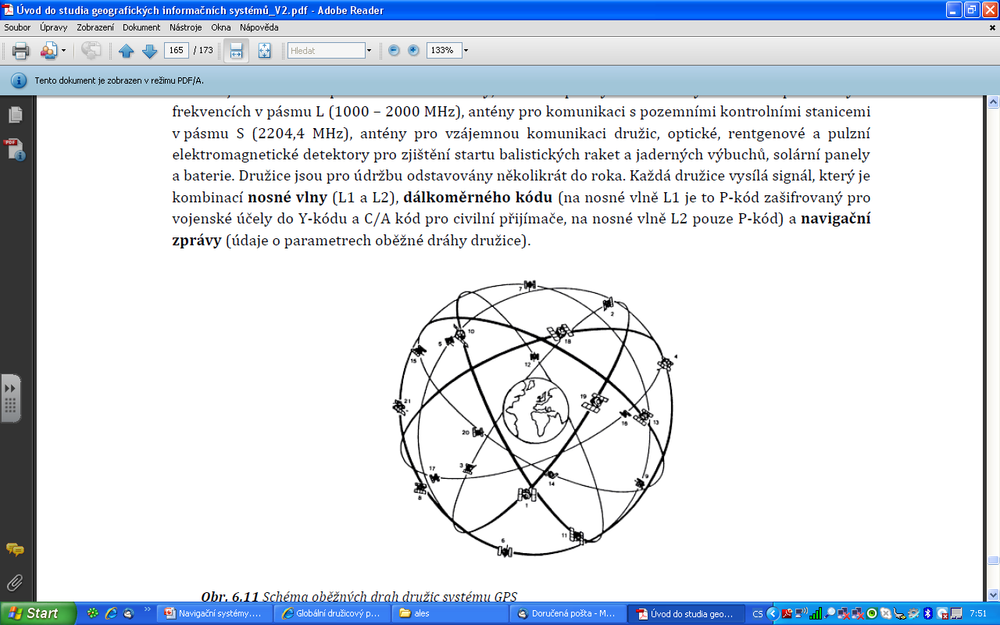 Úvod do studia geografických informačních systémů_V2.pdf - Adobe Reader
Soubor Úpravy Zobrazení Dokument Nástroje Okna Nápověda
165 / 173 Hledat 133%
Tento dokument je zobrazen v režimu PDF/A.
frekvencích v pásmu L (1000 – 2000 MHz), antény pro komunikaci s pozemními kontrolními stanicemi
v pásmu S (2204,4 MHz), antény pro vzájemnou komunikaci družic, optické, rentgenové a pulzní
elektromagnetické detektory pro zjištění startu balistických raket a jaderných výbuchů, solární panely
a baterie. Družice jsou pro údržbu odstavovány několikrát do roka. Každá družice vysílá signál, který je
kombinací nosné vlny (L1 a L2), dálkoměrného kódu (na nosné vlně L1 je to P-kód zašifrovaný pro
vojenské účely do Y-kódu a C/A kód pro civilní přijímače, na nosné vlně L2 pouze P-kód) a navigační
zprávy (údaje o parametrech oběžné dráhy družice).
7
2
10
5
18
15
12
4
19
21
16
13
20
3
17
14
9
8
1
11
6
Obr. 6.11 Schéma oběžných drah družic systému GPS
Start Navigační systémy.... Globální družicový p... ales Doručená pošta - M... Úvod do studia geo... CS 7:51